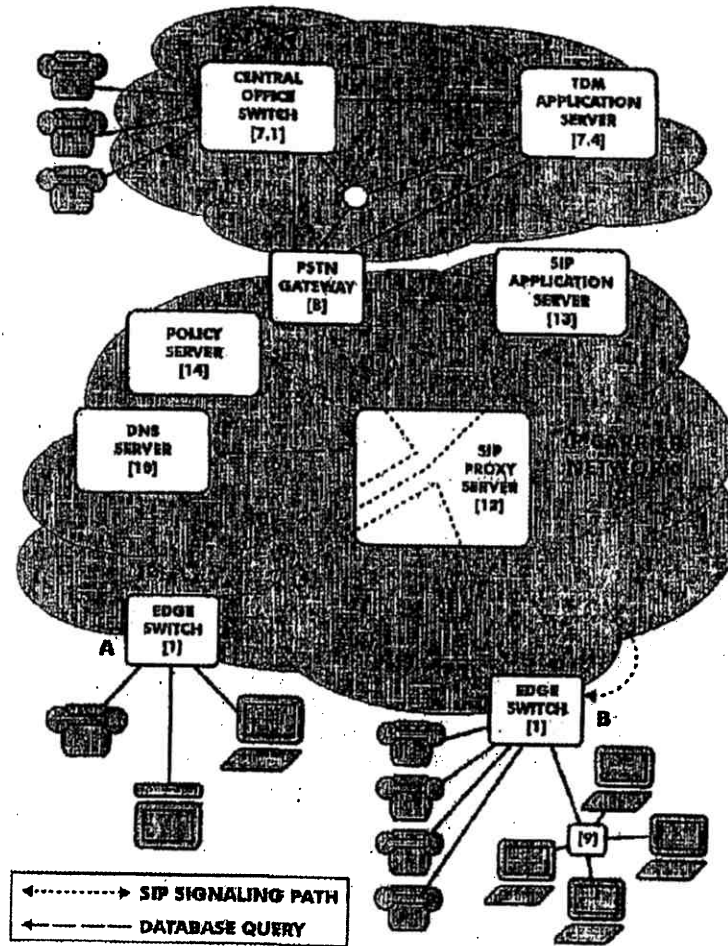 CENTRAL
OFFICE
SWITCH
[7,1]
TDM
APPLICATION
SERVER
[7,4]
PSTN
GATEWAY
[8]
SIP
APPLICATION
SERVER
[13]
POLICY
SERVER
[14]
DNS
SERVER
[10]
SIP
PROXY
SERVER
[12]
NETWORK
EDGE
SWITCH
[1]
A
EDGE
SWITCH
[1]
B
[9]
SIP SIGNALING PATH
DATABASE QUERY